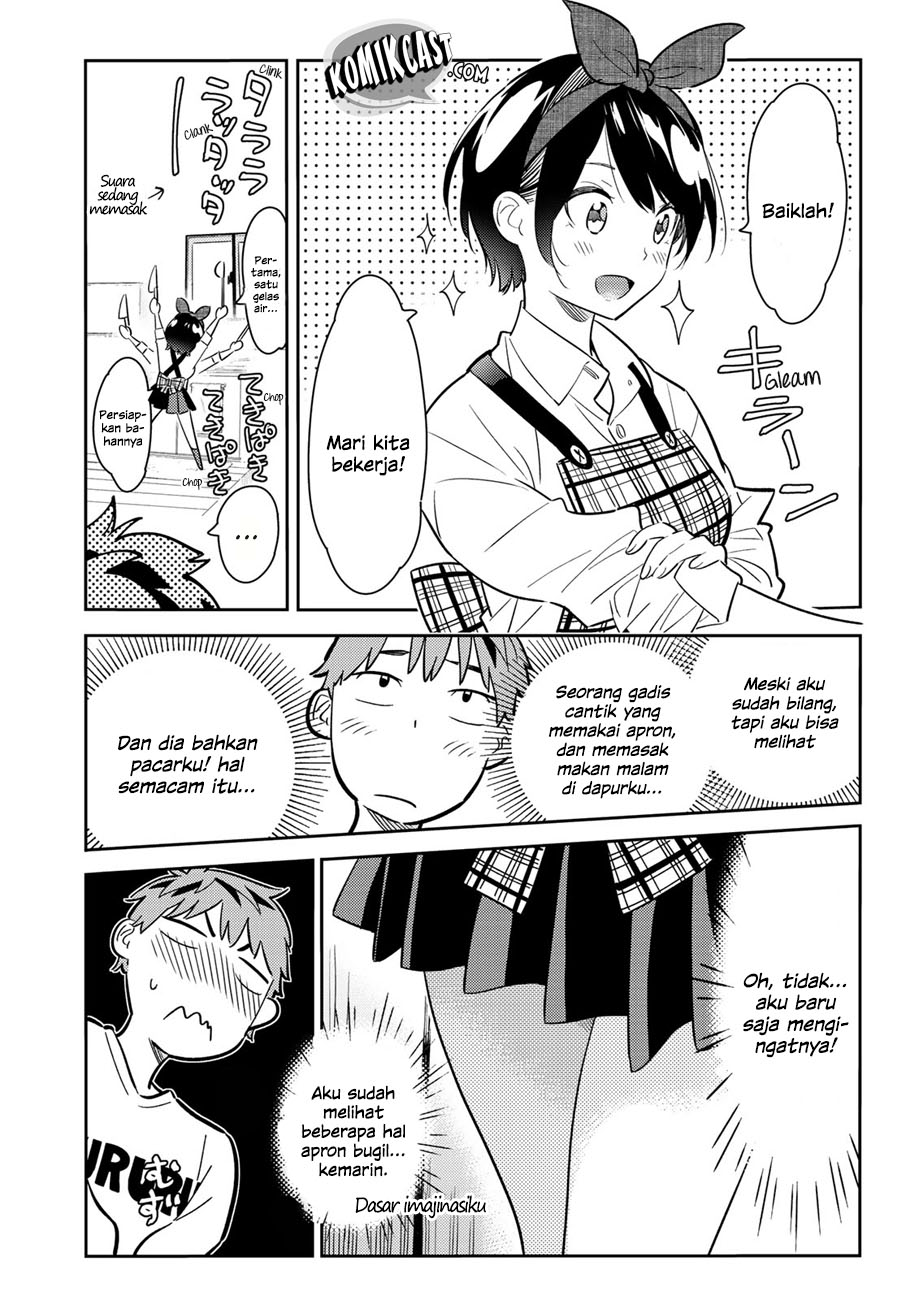 KOMIKCAST
.COM
Baiklah!
キラー
Gleam
Mari kita
bekerja!
タララ
ラッタダッタ
Clink
Clank
Suara
sedang
memasak
Per-
tama,
satu
gelas
air...
Persiap-
kan ba-
hannya
てきぱき
てきぱき
Chop
Chop
...
Meski aku
sudah bilang,
tapi aku bisa
melihat
Seorang gadis
cantik yang
memakai apron,
dan memasak
makan malam
di dapurku...
Dan dia bahkan
pacarku! hal
semacam itu...
Oh, tidak...
aku baru
saja mengi-
ngatnya!
Aku sudah
melihat
beberapa hal
apron bugil...
kemarin.
Dasar imajinasiku
むずい